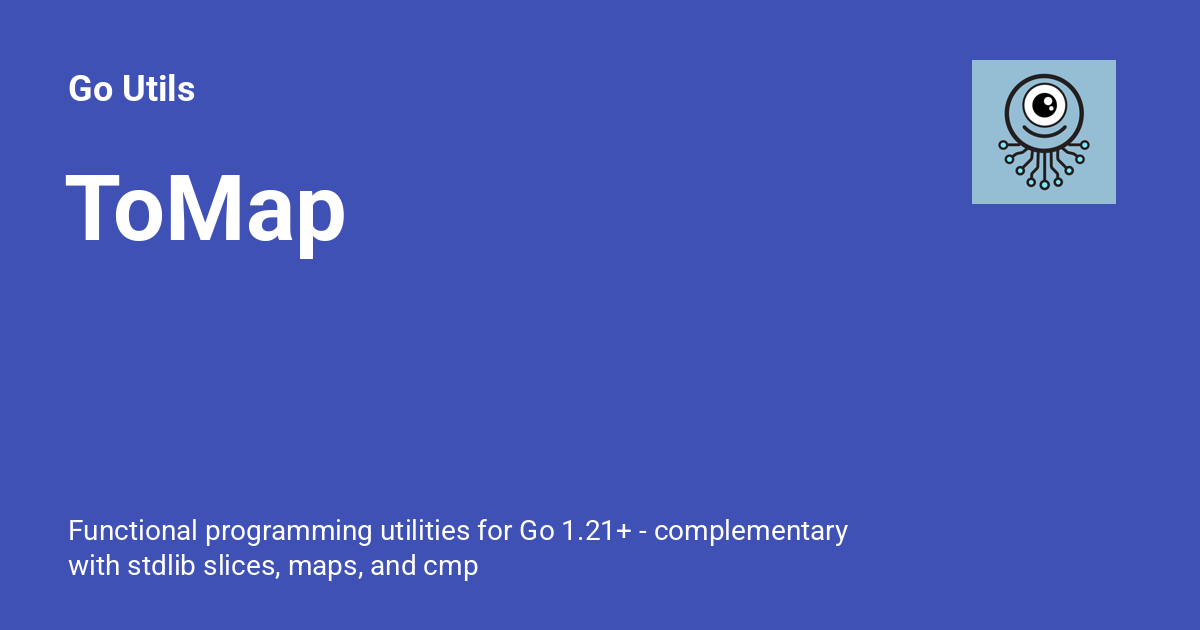 Go Utils
ToMap
Functional programming utilities for Go 1.21+ - complementary
with stdlib slices, maps, and cmp